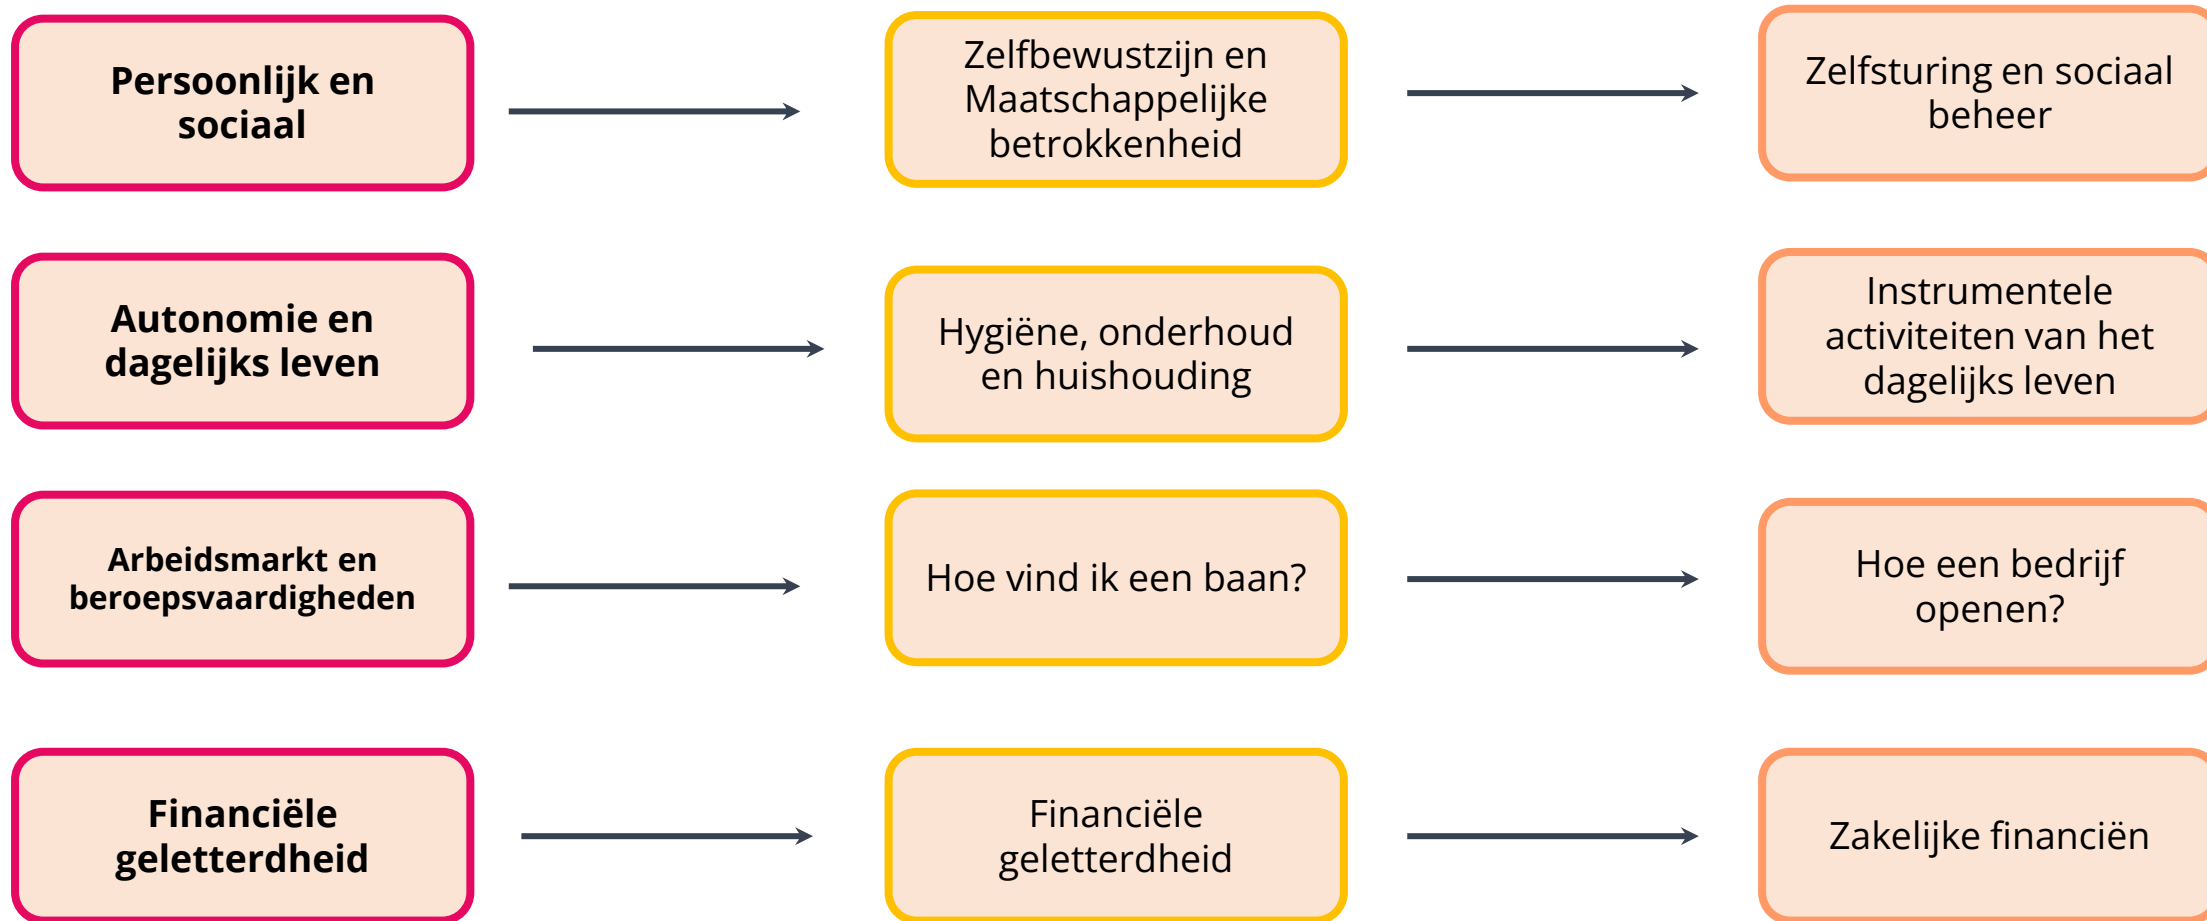 Persoonlijk en
sociaal
Zelfbewustzijn en
Maatschappelijke
betrokkenheid
Zelfsturing en sociaal
beheer
Autonomie en
dagelijks leven
Hygiëne, onderhoud
en huishouding
Instrumentele
activiteiten van het
dagelijks leven
Arbeidsmarkt en
beroepsvaardigheden
Hoe vind ik een baan?
Hoe een bedrijf
openen?
Financiële
geletterdheid
Financiële
geletterdheid
Zakelijke financiën